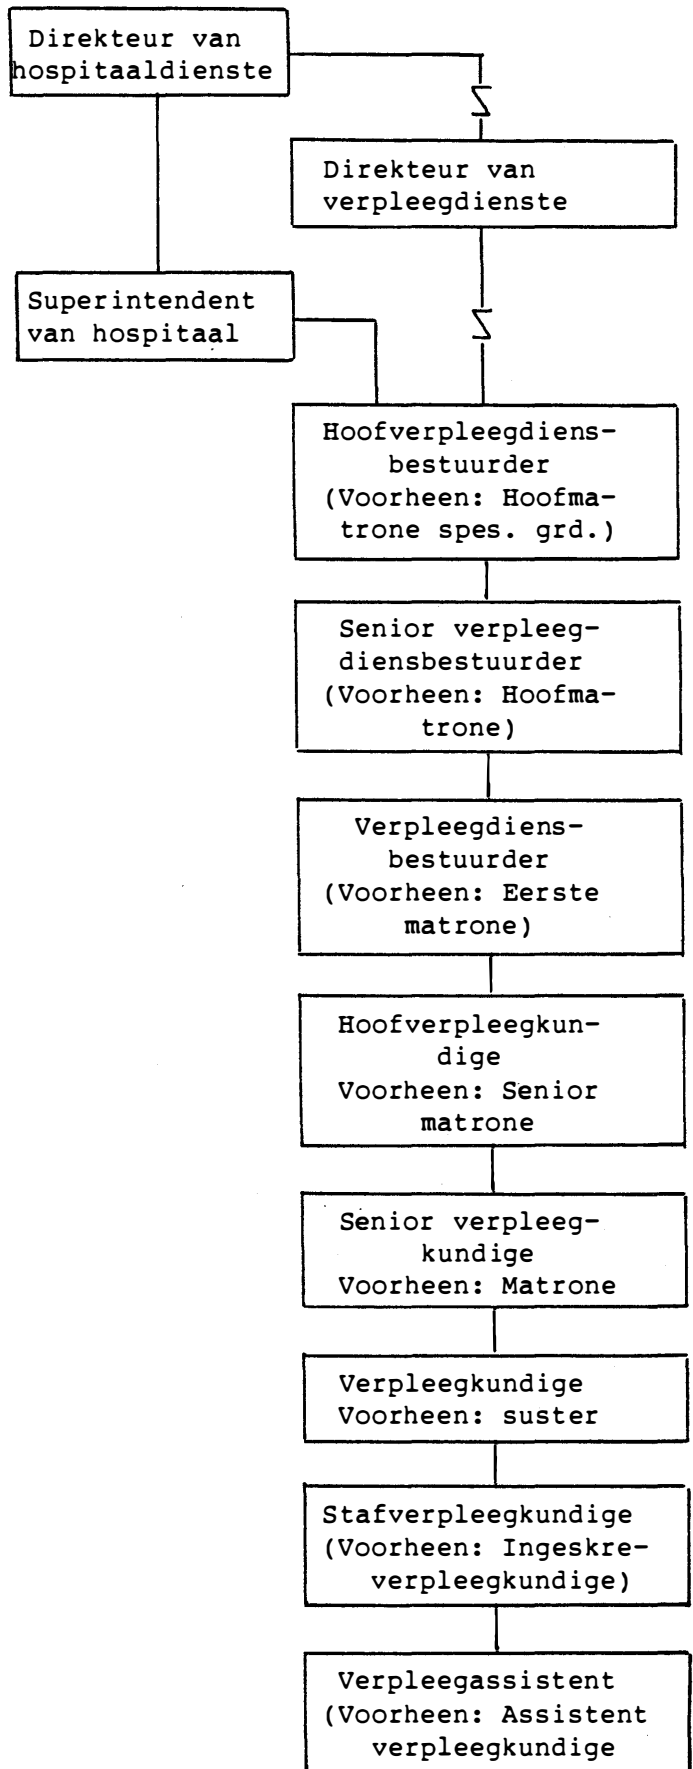 Direkteur van
hospitaaldienste
Direkteur van
verpleegdienste
Superintendent
van hospitaal
Hoofverpleegdiens-
bestuurder
(Voorheen: Hoofma-
trone spes. grd.)
Senior verpleeg-
diensbestuurder
(Voorheen: Hoofma-
trone)
Verpleegdiens-
bestuurder
(Voorheen: Eerste
matrone)
Hoofverpleegkun-
dige
Voorheen: Senior
matrone
Senior verpleeg-
kundige
Voorheen: Matrone
Verpleegkundige
Voorheen: suster
Stafverpleegkundige
(Voorheen: Ingeskre-
verpleegkundige)
Verpleegassistent
(Voorheen: Assistent
verpleegkundige